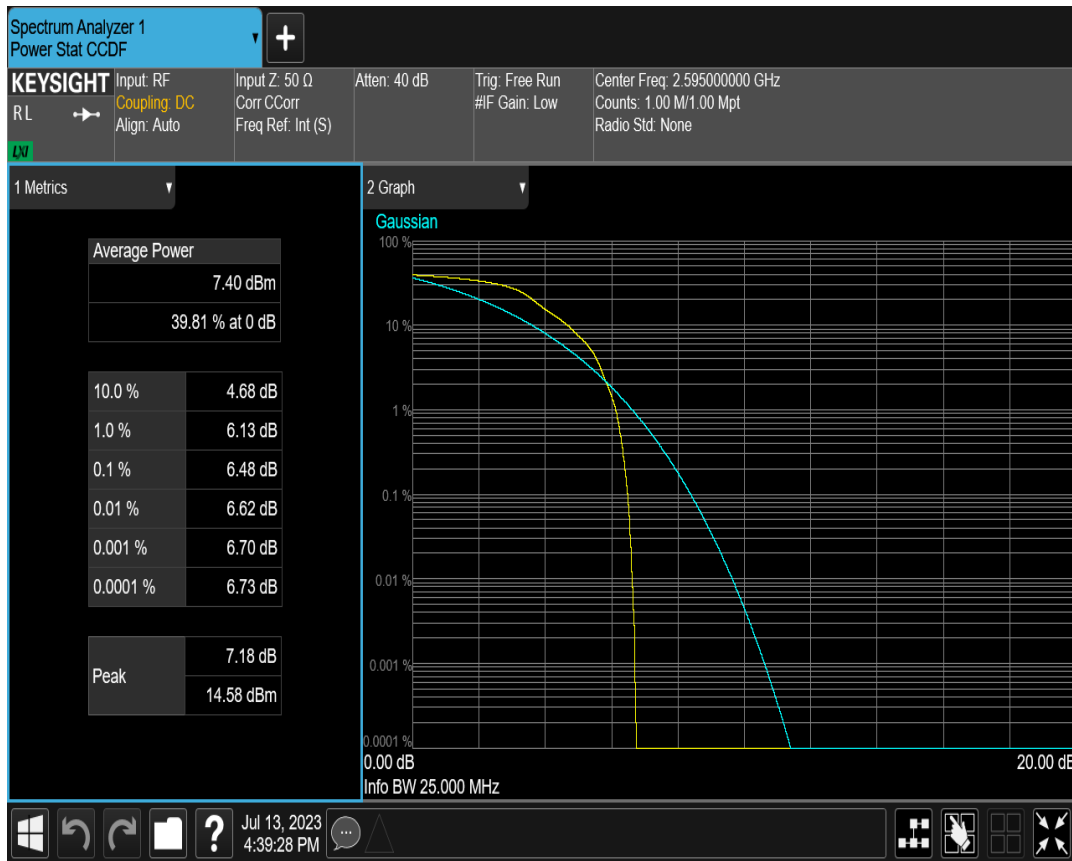 Spectrum Analyzer 1
Power Stat CCDF
+
KEYSIGHT
RL
LXI
Input: RF
Coupling: DC
Align: Auto
Input Z: 50 Ω
Corr CCorr
Freq Ref: Int (S)
Atten: 40 dB
Trig: Free Run
#IF Gain: Low
Center Freq: 2.595000000 GHz
Counts: 1.00 M/1.00 Mpt
Radio Std: None
1 Metrics
Average Power
7.40 dBm
39.81 % at 0 dB
10.0 % 4.68 dB
1.0 % 6.13 dB
0.1 % 6.48 dB
0.01 % 6.62 dB
0.001 % 6.70 dB
0.0001 % 6.73 dB
Peak
7.18 dB
14.58 dBm
2 Graph
Gaussian
100 %
10 %
1 %
0.1 %
0.01 %
0.001 %
0.0001 %
0.00 dB 20.00 dB
Info BW 25.000 MHz
?
Jul 13, 2023
4:39:28 PM